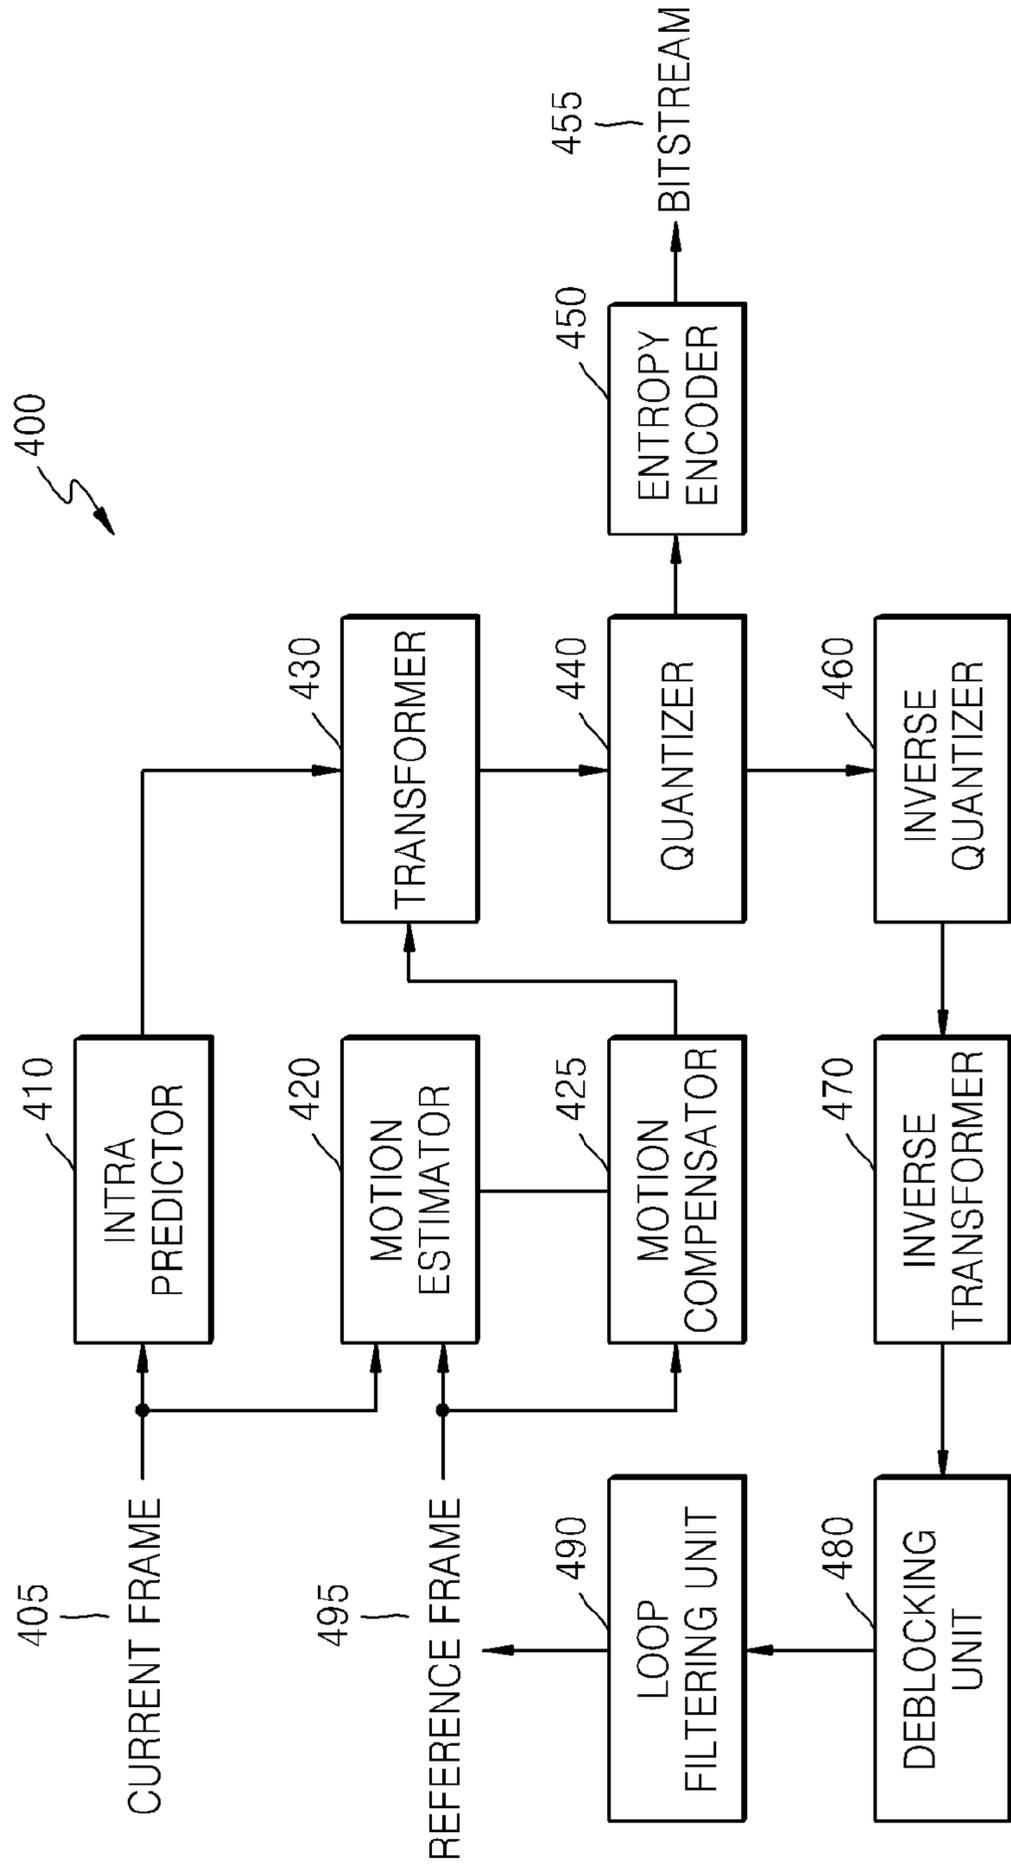 400
405
CURRENT FRAME
410
INTRA
PREDICTOR
495
REFERENCE FRAME
420
MOTION
ESTIMATOR
430
TRANSFORMER
490
LOOP
FILTERING UNIT
425
MOTION
COMPENSATOR
440
QUANTIZER
450
ENTROPY
ENCODER
455
BITSTREAM
480
DEBLOCKING
UNIT
470
INVERSE
TRANSFORMER
460
INVERSE
QUANTIZER